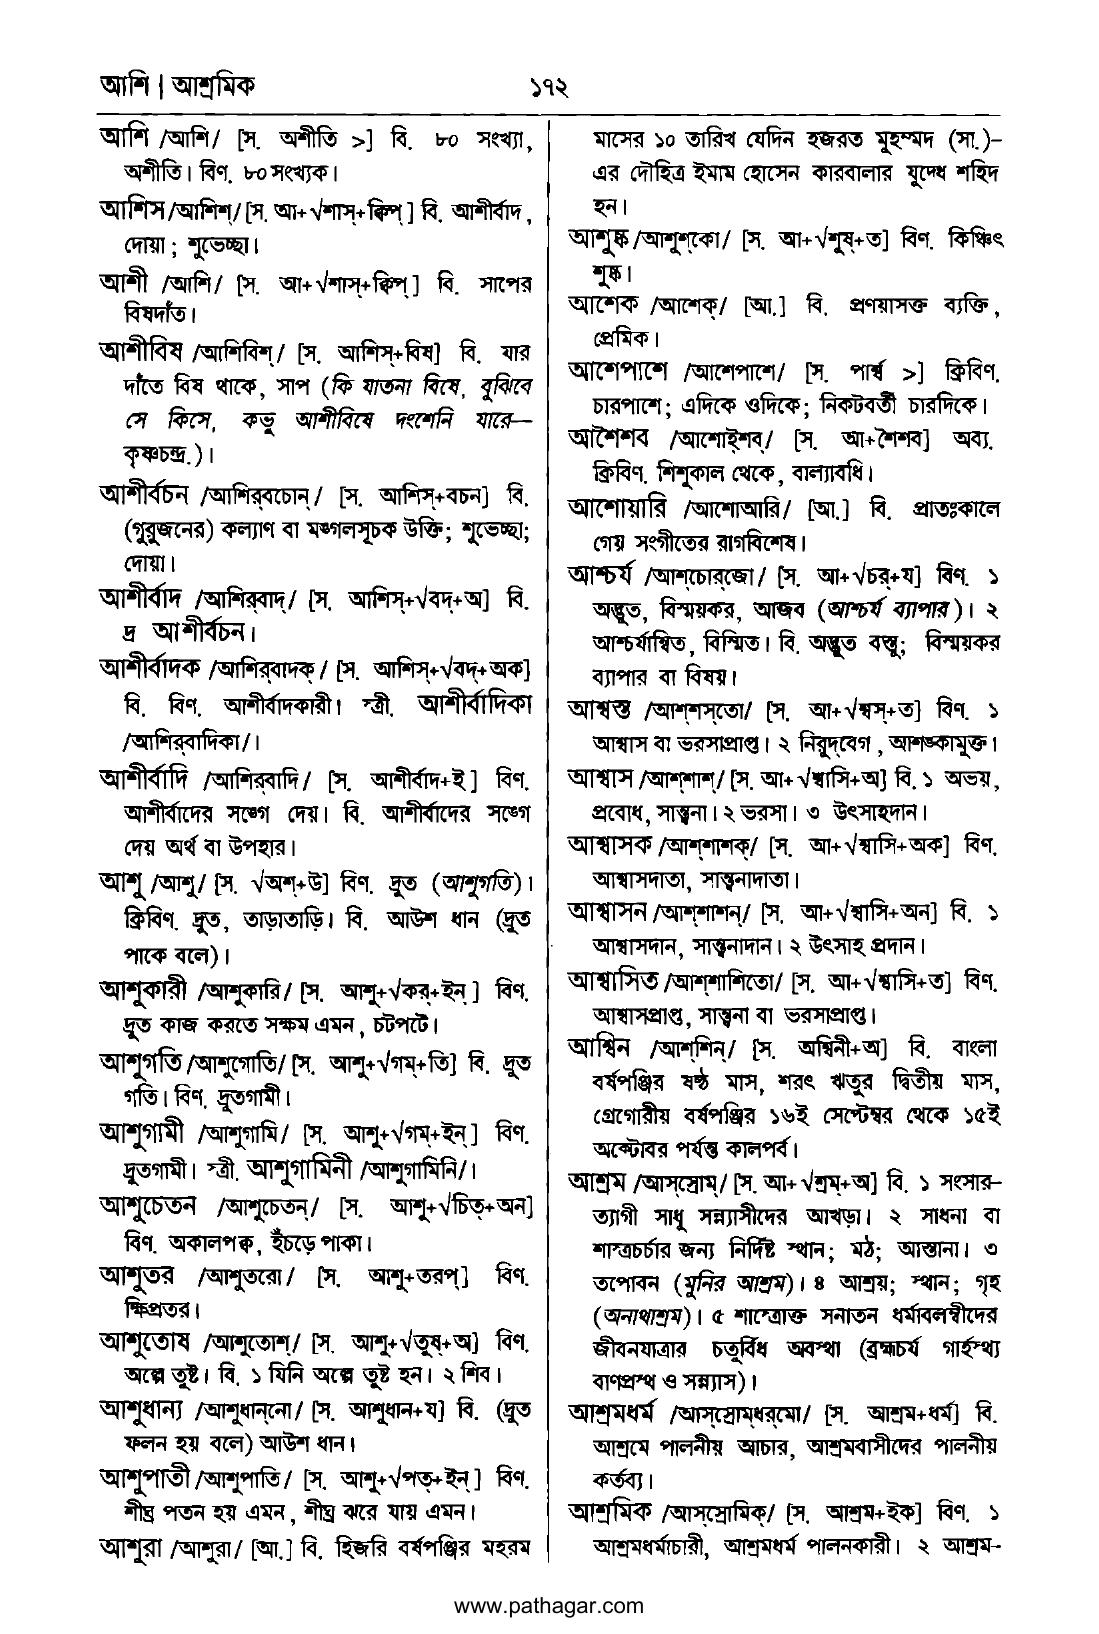 আশি | আশ্রমিক
১৭২
আশি /আশি/ [স. অশীতি >] বি. ৮০ সংখ্যা,
অশীতি। বিণ. ৮০ সংখ্যক।
আশিস /আশিশ্/ [স. আ+√শাস্+ক্বিপ্ ] বি. আশীর্বাদ,
দোয়া ; শুভেচ্ছা।
আশী /আশি/ [স. আ+√শাস্+ক্বিপ্ ] বি. সাপের
বিষদাঁত।
আশীবিষ /আশিবিশ্/ [স. আশিস্+বিষ] বি. যার
দাঁতে বিষ থাকে, সাপ (কি যাতনা বিষে, বুঝিবে
সে কিসে, কভু আশীবিষে দংশেনি যারে—
কৃষ্ণচন্দ্র.)।
আশীর্বচন /আশির্‌বচোন্/ [স. আশিস্+বচন] বি.
(গুরুজনের) কল্যাণ বা মঙ্গলসূচক উক্তি; শুভেচ্ছা;
দোয়া।
আশীর্বাদ /আশির্‌বাদ্/ [স. আশিস্+√বদ্+অ] বি.
দ্র আশীর্বচন।
আশীর্বাদক /আশির্‌বাদক্/ [স. আশিস্+√বদ্+অক]
বি. বিণ. আশীর্বাদকারী। স্ত্রী. আশীর্বাদিকা
/আশির্‌বাদিকা/।
আশীর্বাদি /আশির্‌বাদি/ [স. আশীর্বাদ+ই ] বিণ.
আশীর্বাদের সঙ্গে দেয়। বি. আশীর্বাদের সঙ্গে
দেয় অর্থ বা উপহার।
আশু /আশু/ [স. √অশ্+উ] বিণ. দ্রুত (আশুগতি)।
ক্রিবিণ. দ্রুত, তাড়াতাড়ি। বি. আউশ ধান (দ্রুত
পাকে বলে)।
আশুকারী /আশুকারি/ [স. আশু+√কর্+ইন্ ] বিণ.
দ্রুত কাজ করতে সক্ষম এমন, চটপটে।
আশুগতি /আশুগোতি/ [স. আশু+√গম্+তি] বি. দ্রুত
গতি। বিণ. দ্রুতগামী।
আশুগামী /আশুগামি/ [স. আশু+√গম্+ইন্ ] বিণ.
দ্রুতগামী। স্ত্রী. আশুগামিনী /আশুগামিনি/।
আশুচেতন /আশুচেতন্/ [স. আশু+√চিত্+অন]
বিণ. অকালপক্ব, ইঁচড়ে পাকা।
আশুতর /আশুতরো/ [স. আশু+তরপ্] বিণ.
ক্ষিপ্রতর।
আশুতোষ /আশুতোশ্/ [স. আশু+√তুষ্+অ] বিণ.
অল্পে তুষ্ট। বি. ১ যিনি অল্পে তুষ্ট হন। ২ শিব।
আশুধান্য /আশুধান্‌নো/ [স. আশুধান+য] বি. (দ্রুত
ফলন হয় বলে) আউশ ধান।
আশুপাতী /আশুপাতি/ [স. আশু+√পত্+ইন্ ] বিণ.
শীঘ্র পতন হয় এমন, শীঘ্র ঝরে যায় এমন।
আশুরা /আশুরা/ [আ.] বি. হিজরি বর্ষপঞ্জির মহরম
মাসের ১০ তারিখ যেদিন হজরত মুহম্মদ (সা.)–
এর দৌহিত্র ইমাম হোসেন কারবালার যুদ্ধে শহিদ
হন।
আশুষ্ক /আশুশ্‌কো/ [স. আ+√শুষ্+ত] বিণ. কিঞ্চিৎ
শুষ্ক।
আশেক /আশেক্/ [আ.] বি. প্রণয়াসক্ত ব্যক্তি,
প্রেমিক।
আশেপাশে /আশেপাশে/ [স. পার্শ্ব >] ক্রিবিণ.
চারপাশে; এদিকে ওদিকে; নিকটবর্তী চারদিকে।
আশৈশব /আশোই্‌শব্/ [স. আ+শৈশব] অব্য.
ক্রিবিণ. শিশুকাল থেকে, বাল্যাবধি।
আশোয়ারি /আশোআরি/ [আ.] বি. প্রাতঃকালে
গেয় সংগীতের রাগবিশেষ।
আশ্চর্য /আশ্‌চোর্‌জো/ [স. আ+√চর্+য] বিণ. ১
অদ্ভুত, বিস্ময়কর, আজব (আশ্চর্য ব্যাপার)। ২
আশ্চর্যান্বিত, বিস্মিত। বি. অদ্ভুত বস্তু; বিস্ময়কর
ব্যাপার বা বিষয়।
আশ্বস্ত /আশ্‌শস্‌তো/ [স. আ+√শ্বস্+ত] বিণ. ১
আশ্বাস বা ভরসাপ্রাপ্ত। ২ নিরুদ্‌বেগ, আশঙ্কামুক্ত।
আশ্বাস /আশ্‌শাশ্/ [স. আ+√শ্বাসি+অ] বি. ১ অভয়,
প্রবোধ, সান্ত্বনা। ২ ভরসা। ৩ উৎসাহদান।
আশ্বাসক /আশ্‌শাশক্/ [স. আ+√শ্বাসি+অক] বিণ.
আশ্বাসদাতা, সান্ত্বনাদাতা।
আশ্বাসন /আশ্‌শাশন্/ [স. আ+√শ্বাসি+অন] বি. ১
আশ্বাসদান, সান্ত্বনাদান। ২ উৎসাহ প্রদান।
আশ্বাসিত /আশ্‌শাশিতো/ [স. আ+√শ্বাসি+ত] বিণ.
আশ্বাসপ্রাপ্ত, সান্ত্বনা বা ভরসাপ্রাপ্ত।
আশ্বিন /আশ্‌শিন্/ [স. অশ্বিনী+অ] বি. বাংলা
বর্ষপঞ্জির ষষ্ঠ মাস, শরৎ ঋতুর দ্বিতীয় মাস,
গ্রেগোরীয় বর্ষপঞ্জির ১৬ই সেপ্টেম্বর থেকে ১৫ই
অক্টোবর পর্যন্ত কালপর্ব।
আশ্রম /আস্‌স্রোম্/ [স. আ+√শ্রম্+অ] বি. ১ সংসার–
ত্যাগী সাধু সন্ন্যাসীদের আখড়া। ২ সাধনা বা
শাস্ত্রচর্চার জন্য নির্দিষ্ট স্থান; মঠ; আস্তানা। ৩
তপোবন (মুনির আশ্রম)। ৪ আশ্রয়; স্থান; গৃহ
(অনাথাশ্রম)। ৫ শাস্ত্রোক্ত সনাতন ধর্মাবলম্বীদের
জীবনযাত্রার চতুর্বিধ অবস্থা (ব্রহ্মচর্য গার্হস্থ্য
বাণপ্রস্থ ও সন্ন্যাস)।
আশ্রমধর্ম /আস্‌স্রোম্‌ধর্‌মো/ [স. আশ্রম+ধর্ম] বি.
আশ্রমে পালনীয় আচার, আশ্রমবাসীদের পালনীয়
কর্তব্য।
আশ্রমিক /আস্‌স্রোমিক্/ [স. আশ্রম+ইক] বিণ. ১
আশ্রমধর্মাচারী, আশ্রমধর্ম পালনকারী। ২ আশ্রম–
www.pathagar.com